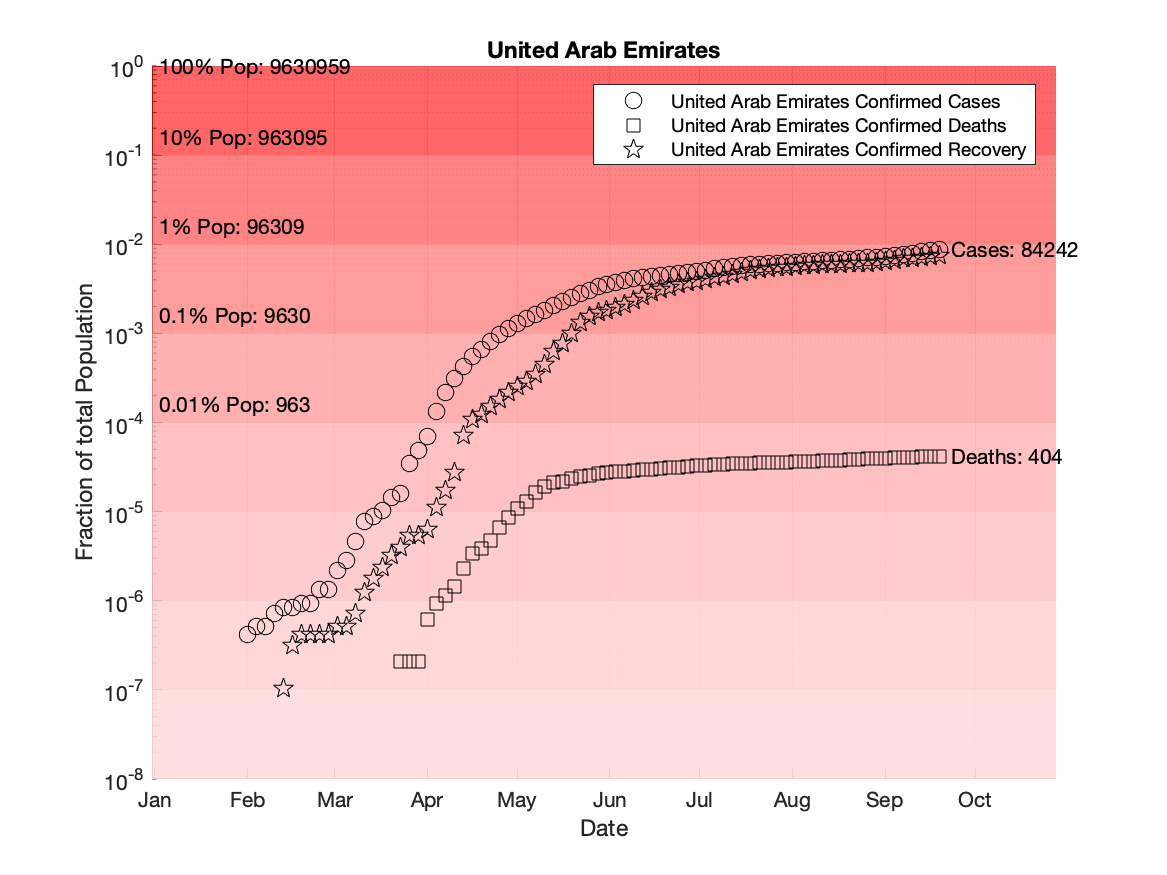 United Arab Emirates
10^0
100% Pop: 9630959
United Arab Emirates Confirmed Cases
United Arab Emirates Confirmed Deaths
United Arab Emirates Confirmed Recovery
10% Pop: 963095
10^-1
1% Pop: 96309
10^-2
Cases: 84242
0.1% Pop: 9630
10^-3
0.01% Pop: 963
10^-4
Deaths: 404
10^-5
10^-6
10^-7
10^-8
Fraction of total Population
Jan Feb Mar Apr May Jun Jul Aug Sep Oct
Date